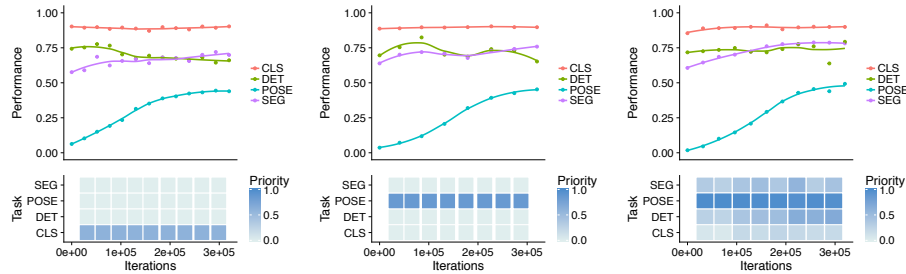 1.00
0.75
0.50
0.25
0.00
Performance
CLS
DET
POSE
SEG
SEG
POSE
DET
CLS
Task
0e+00 1e+05 2e+05 3e+05
Iterations
Priority
1.0
0.5
0.0
1.00
0.75
0.50
0.25
0.00
Performance
CLS
DET
POSE
SEG
SEG
POSE
DET
CLS
Task
0e+00 1e+05 2e+05 3e+05
Iterations
Priority
1.0
0.5
0.0
1.00
0.75
0.50
0.25
0.00
Performance
CLS
DET
POSE
SEG
SEG
POSE
DET
CLS
Task
0e+00 1e+05 2e+05 3e+05
Iterations
Priority
1.0
0.5
0.0